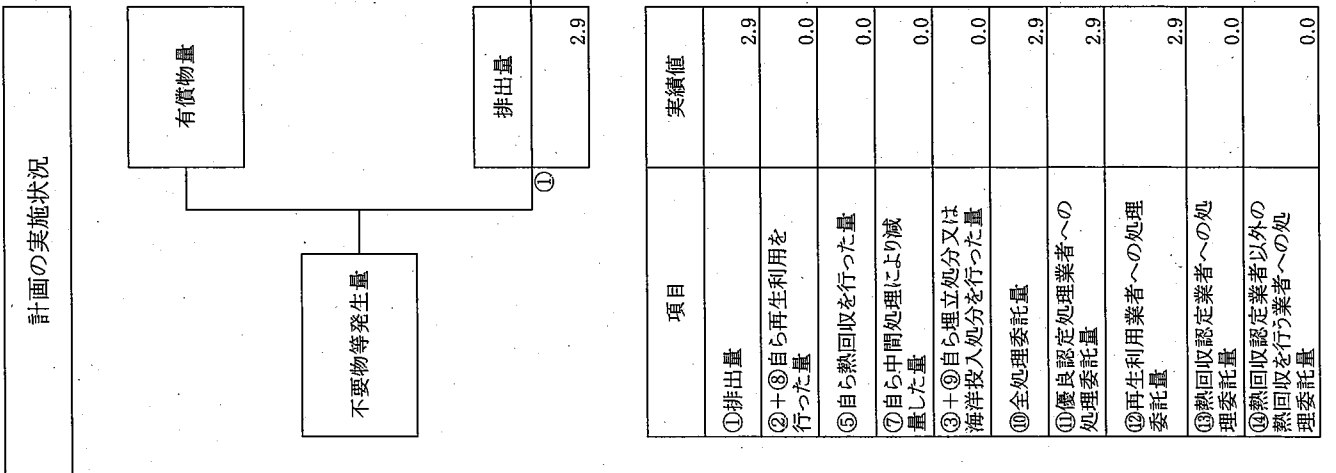 計画の実施状況
不要物等発生量
有償物量
①
排出量
2.9
項目
実績値
①排出量
2.9
②+⑧自ら再生利用を
行った量
0.0
⑤自ら熱回収を行った量
0.0
⑦自ら中間処理により減
量した量
0.0
③+⑨自ら埋立処分又は
海洋投入処分を行った量
0.0
⑩全処理委託量
2.9
⑪優良認定処理業者への
処理委託量
2.9
⑫再生利用業者への処理
委託量
2.9
⑬熱回収認定業者への処
理委託量
0.0
⑭熱回収認定業者以外の
熱回収を行う業者への処
理委託量
0.0